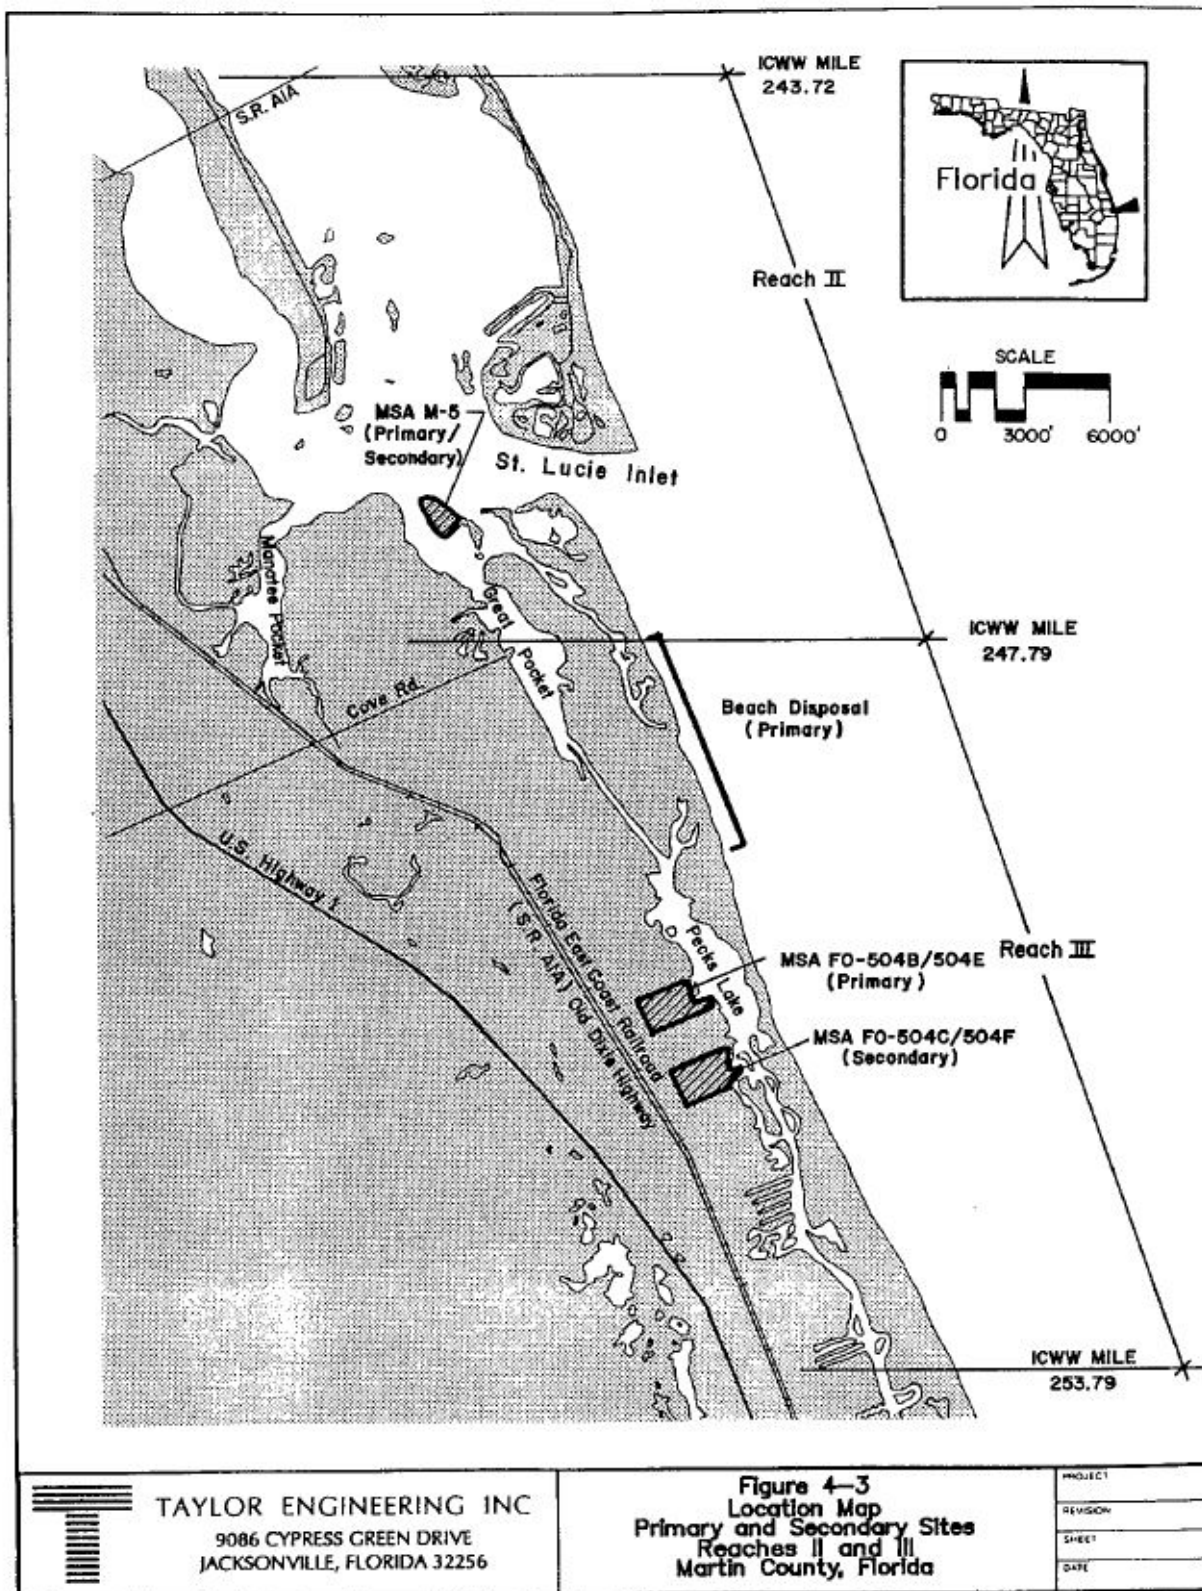 ICWW MILE
243.72
S.R. A1A
Florida
Reach II
SCALE
0 3000' 6000'
MSA M-5
(Primary/
Secondary)
St. Lucie Inlet
Manatee Pocket
Great Pocket
ICWW MILE
247.79
Cove Rd.
Beach Disposal
(Primary)
U.S. Highway 1
Florida East Coast Railroad
(S.R. A1A) Old Dixie Highway
Pecks Lake
Reach III
MSA FO-504B/504E
(Primary)
MSA FO-504C/504F
(Secondary)
ICWW MILE
253.79
TAYLOR ENGINEERING INC
9086 CYPRESS GREEN DRIVE
JACKSONVILLE, FLORIDA 32256
Figure 4-3
Location Map
Primary and Secondary Sites
Reaches II and III
Martin County, Florida
PROJECT
REVISION
SHEET
DATE